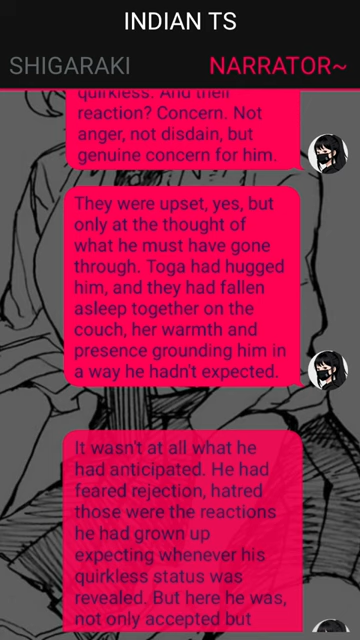 INDIAN TS
SHIGARAKI
NARRATOR~
quirkless. And their
reaction? Concern. Not
anger, not disdain, but
genuine concern for him.
They were upset, yes, but
only at the thought of
what he must have gone
through. Toga had hugged
him, and they had fallen
asleep together on the
couch, her warmth and
presence grounding him in
a way he hadn't expected.
It wasn't at all what he
had anticipated. He had
feared rejection, hatred
those were the reactions
he had grown up
expecting whenever his
quirkless status was
revealed. But here he was,
not only accepted but